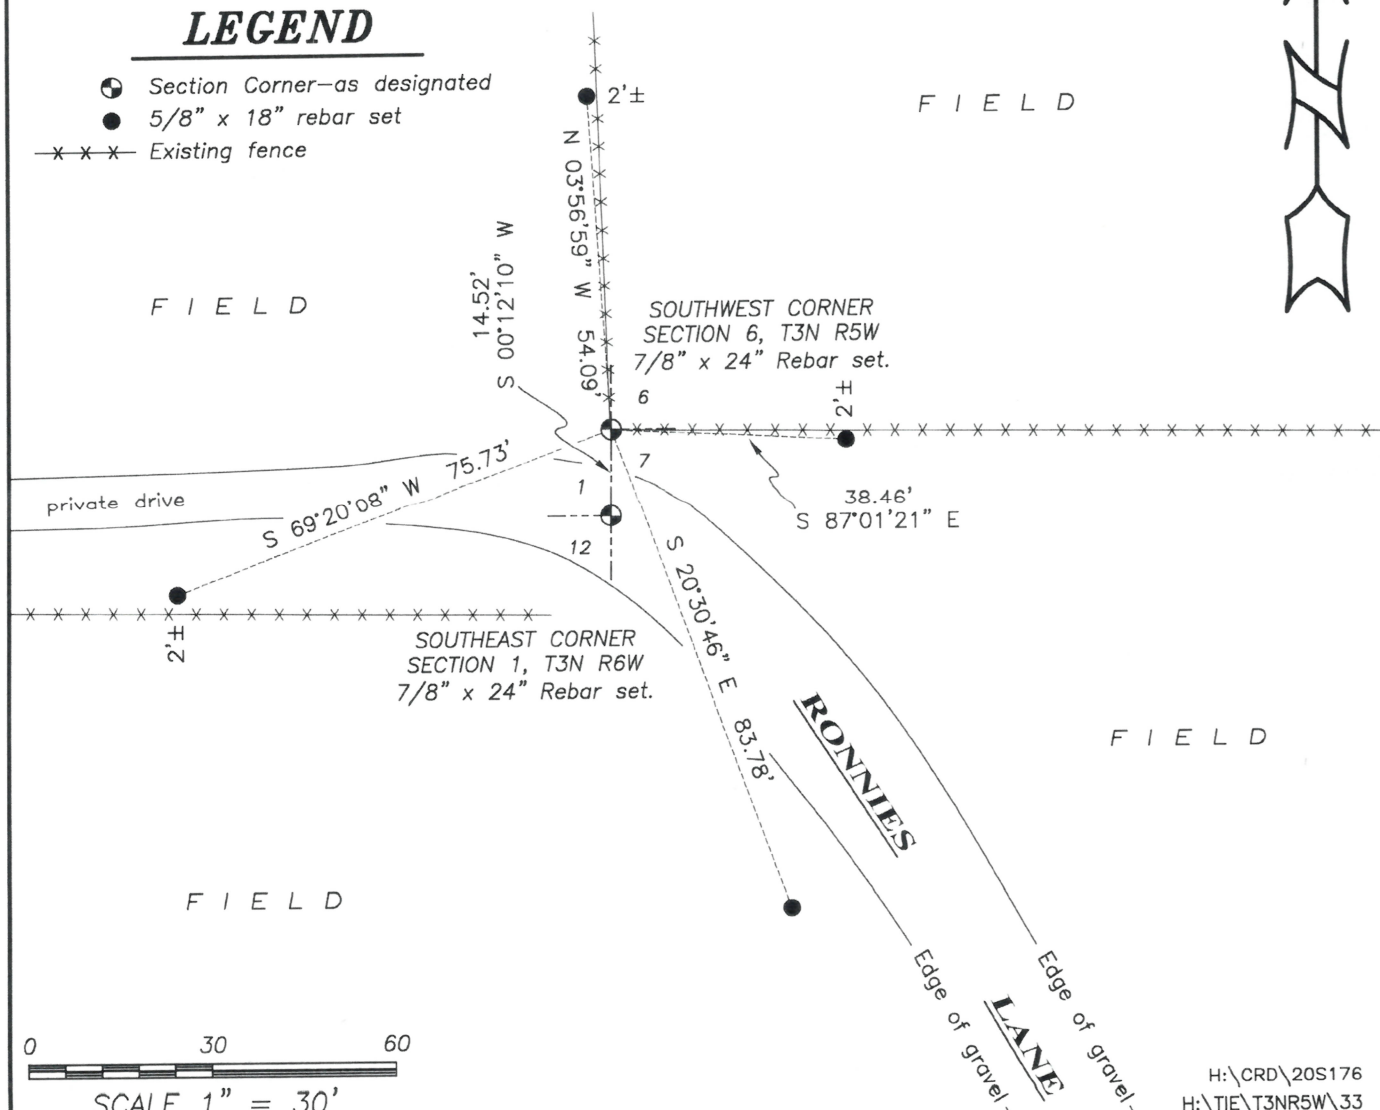 LEGEND
Section Corner-as designated
5/8" x 18" rebar set
x x x Existing fence
2'±
F I E L D
N 03°56'59" W 54.09'
14.52'
S 00°12'10" W
F I E L D
SOUTHWEST CORNER
SECTION 6, T3N R5W
7/8" x 24" Rebar set.
6
2'±
7
75.73'
S 69°20'08" W
private drive
1
38.46'
S 87°01'21" E
12
S 20°30'46" E 83.78'
2'±
SOUTHEAST CORNER
SECTION 1, T3N R6W
7/8" x 24" Rebar set.
RONNIES
F I E L D
F I E L D
Edge of gravel
LANE
Edge of gravel
0 30 60
SCALE 1" = 30'
H:\CRD\20S176
H:\TIE\T3NR5W\33
N